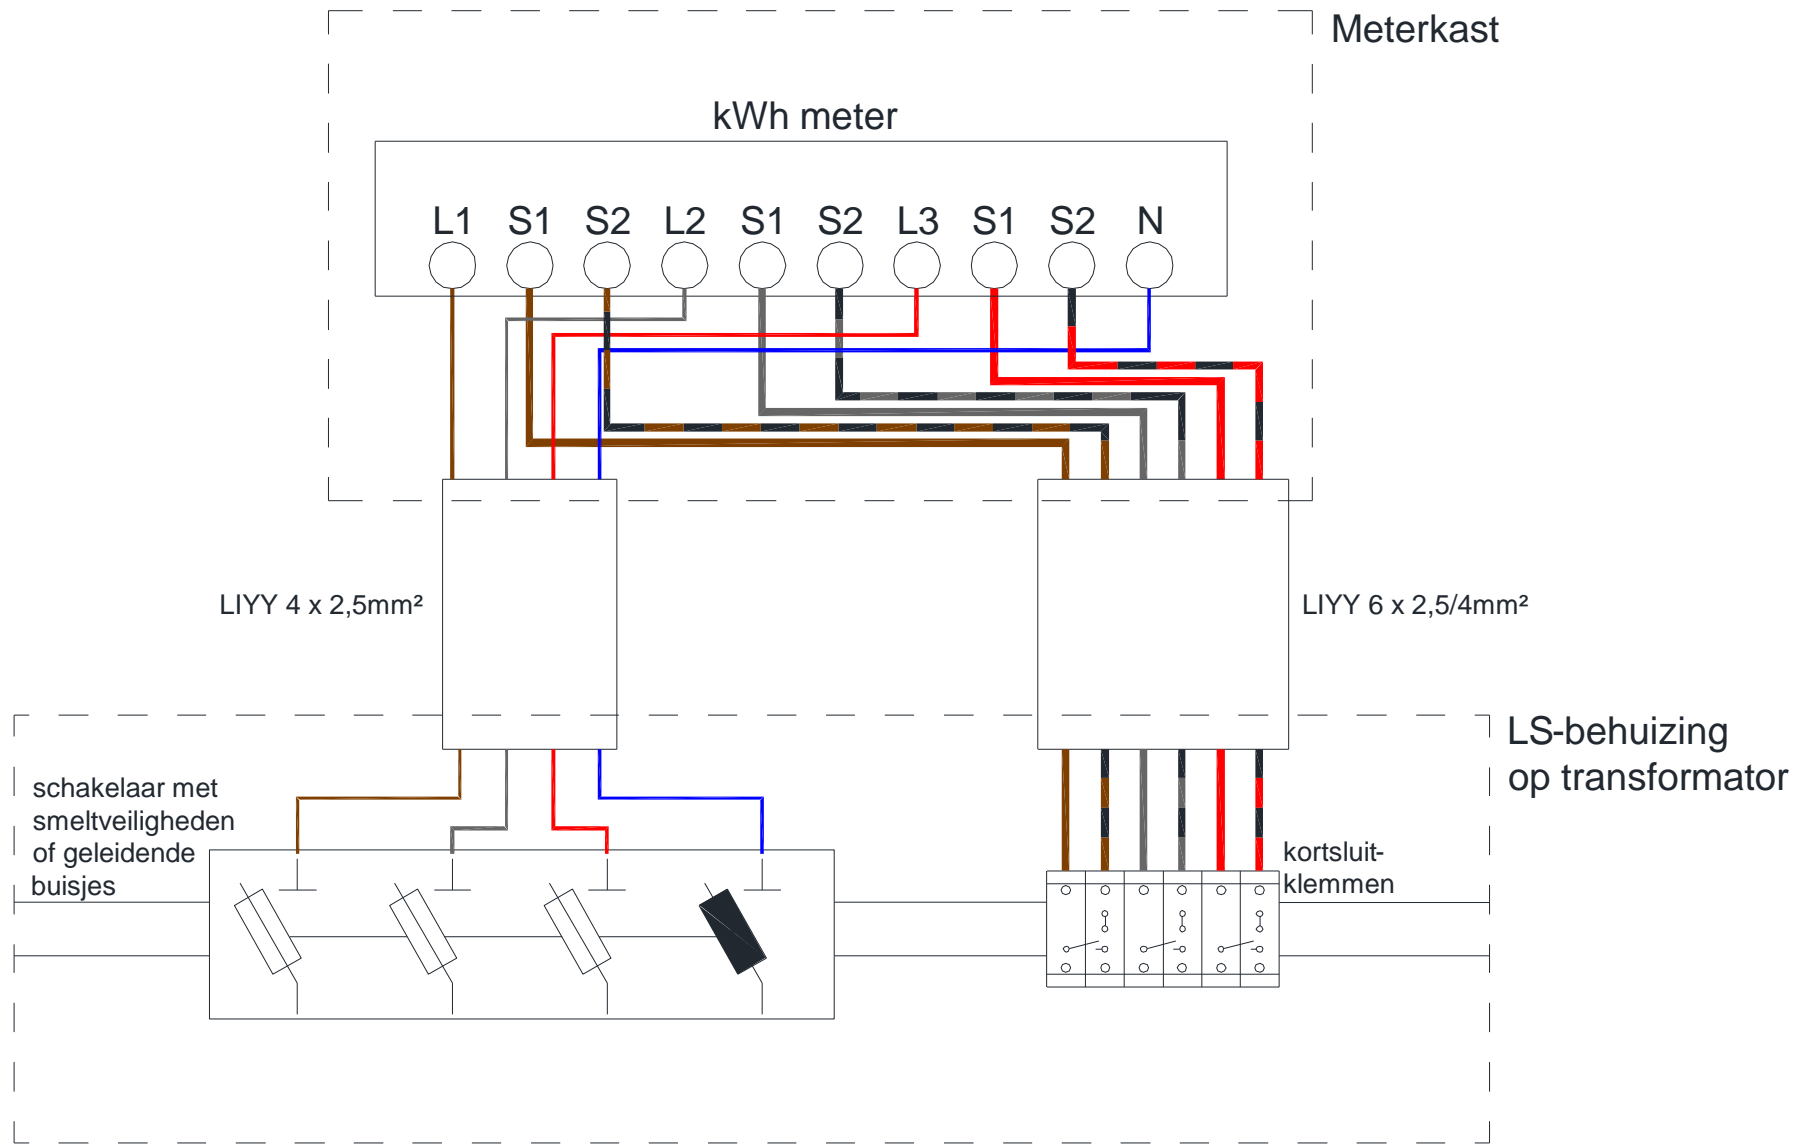 Meterkast
kWh meter
L1 S1 S2 L2 S1 S2 L3 S1 S2 N
LIYY 4 x 2,5mm²
LIYY 6 x 2,5/4mm²
LS-behuizing
op transformator
schakelaar met
smeltveiligheden
of geleidende
buisjes
kortsluit-
klemmen